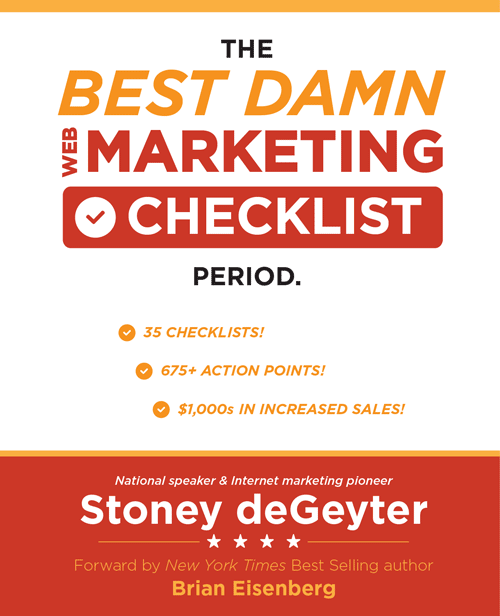 THE
BEST DAMN
WEB MARKETING
CHECKLIST
PERIOD.
35 CHECKLISTS!
675+ ACTION POINTS!
$1,000s IN INCREASED SALES!
National speaker & Internet marketing pioneer
Stoney deGeyter
Forward by New York Times Best Selling author
Brian Eisenberg